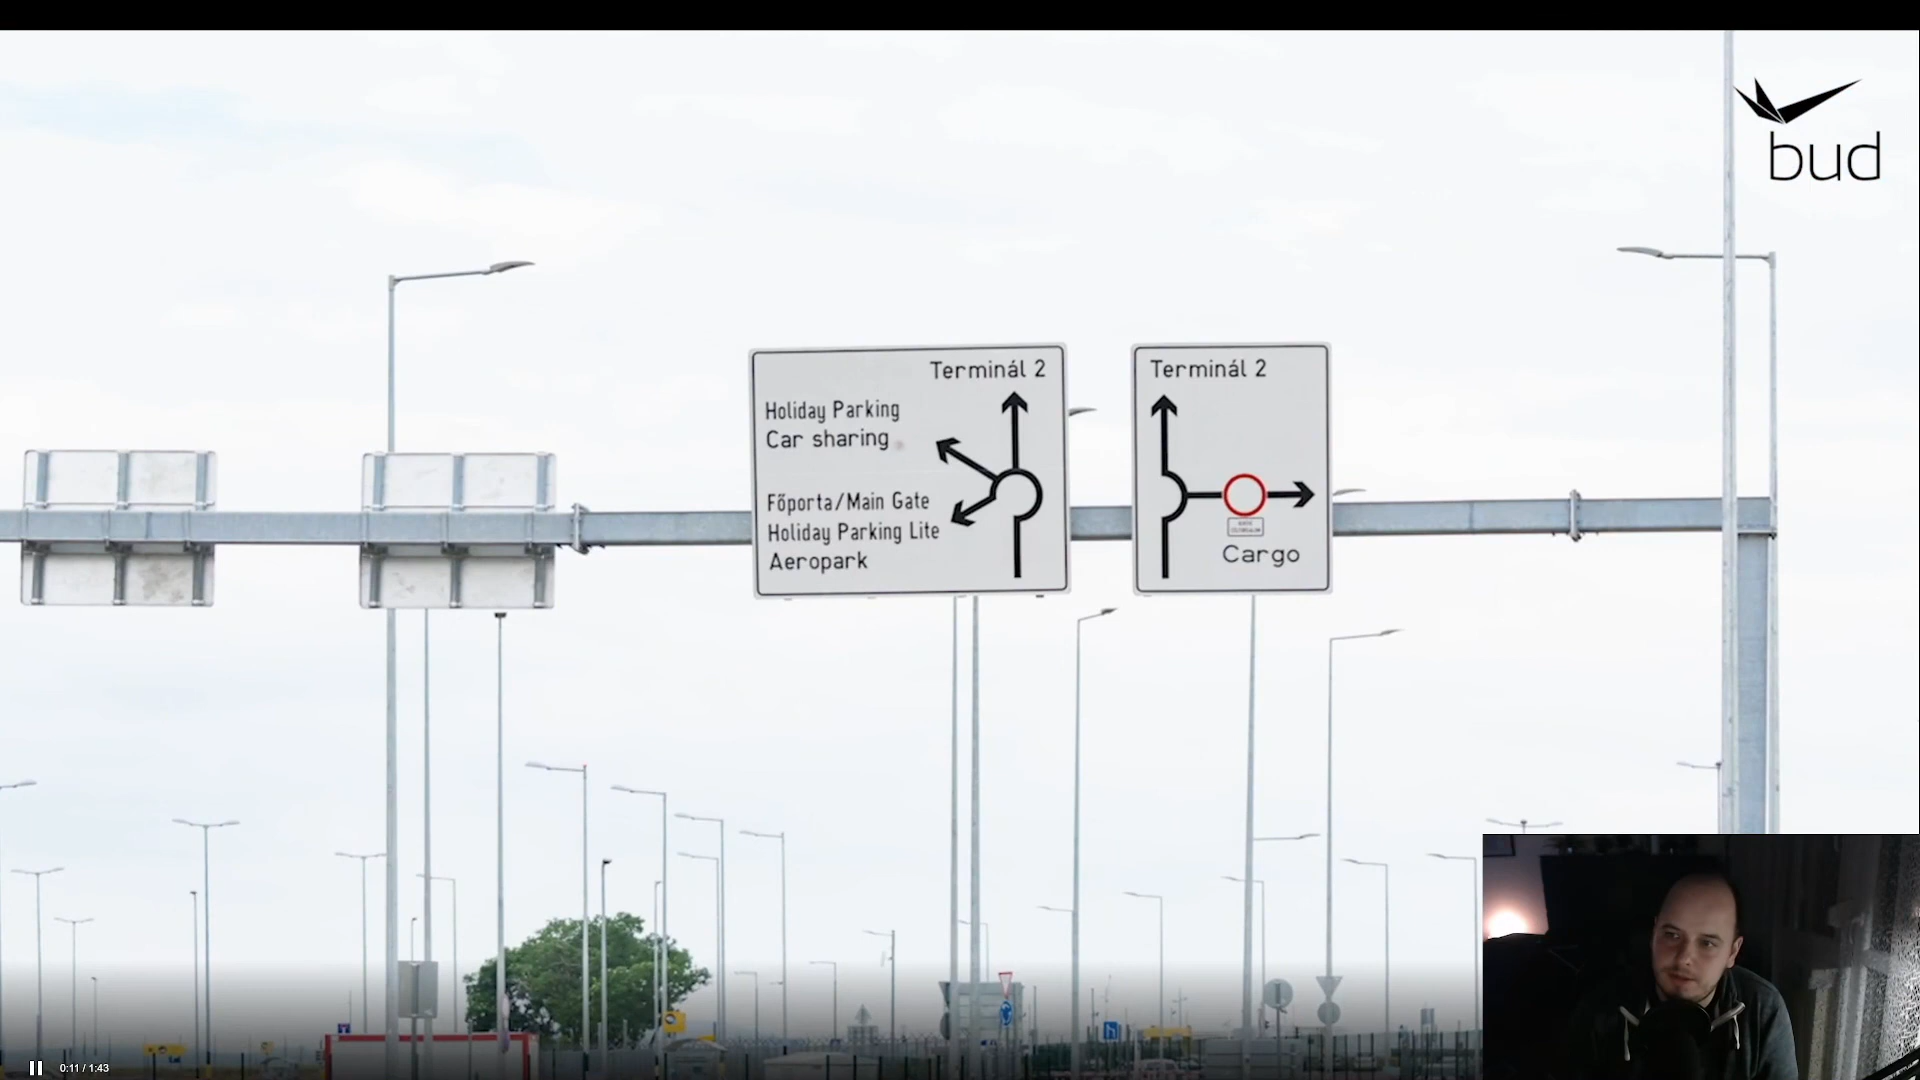 bud
Terminál 2
Holiday Parking
Car sharing
Főporta/Main Gate
Holiday Parking Lite
Aeropark
Terminál 2
Cargo
0:11 / 1:43